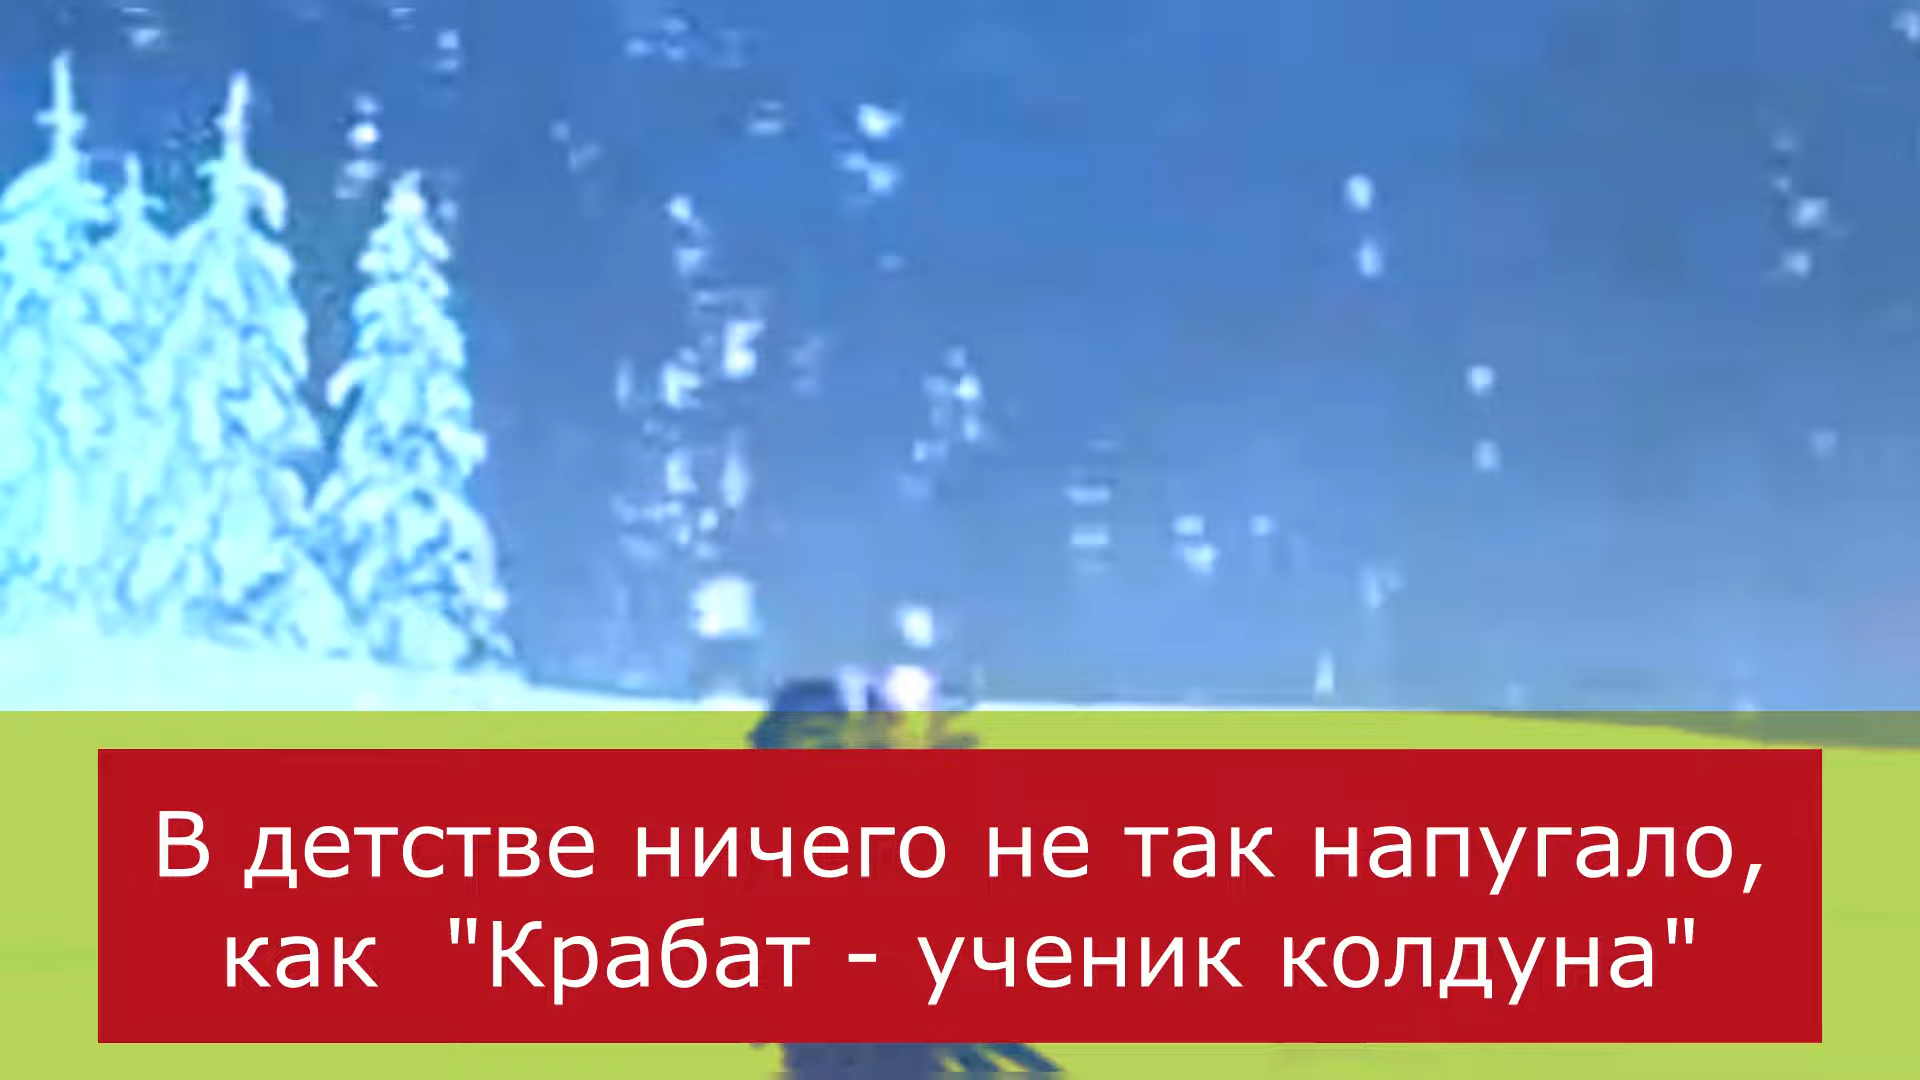 В детстве ничего не так напугало,
как "Крабат - ученик колдуна"